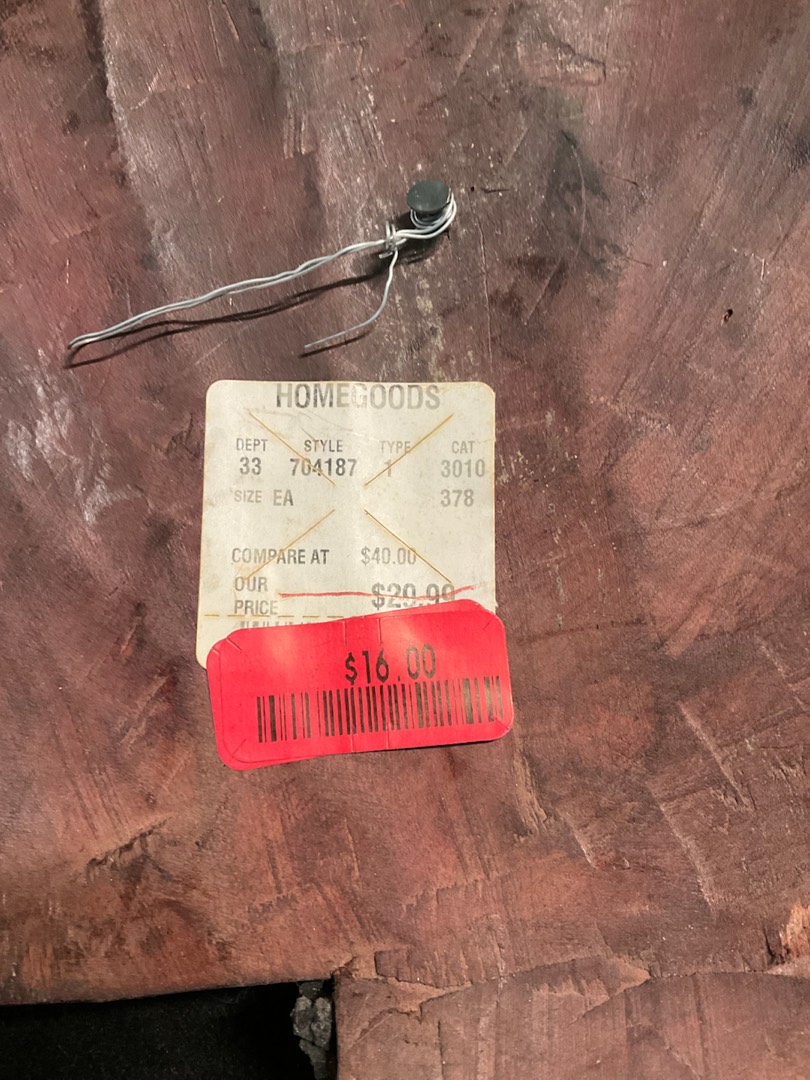 HOMEGOODS
DEPT STYLE TYPE CAT
33 704187 1 3010
SIZE EA 378
COMPARE AT $40.00
OUR
PRICE $29.99
$16.00